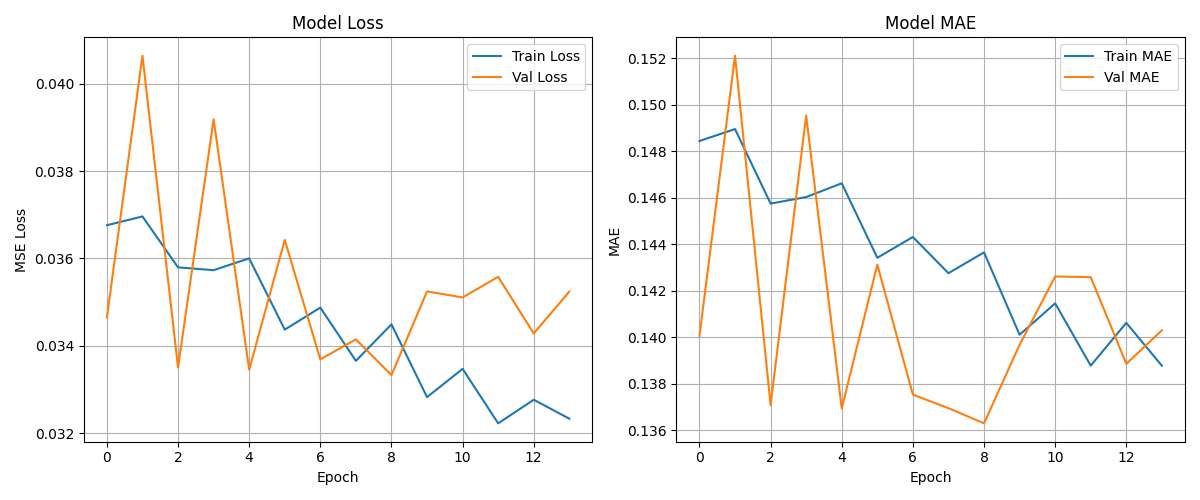 Model Loss
Train Loss
Val Loss
0.040
0.038
0.036
0.034
0.032
MSE Loss
0 2 4 6 8 10 12
Epoch
Model MAE
Train MAE
Val MAE
0.152
0.150
0.148
0.146
0.144
0.142
0.140
0.138
0.136
MAE
0 2 4 6 8 10 12
Epoch